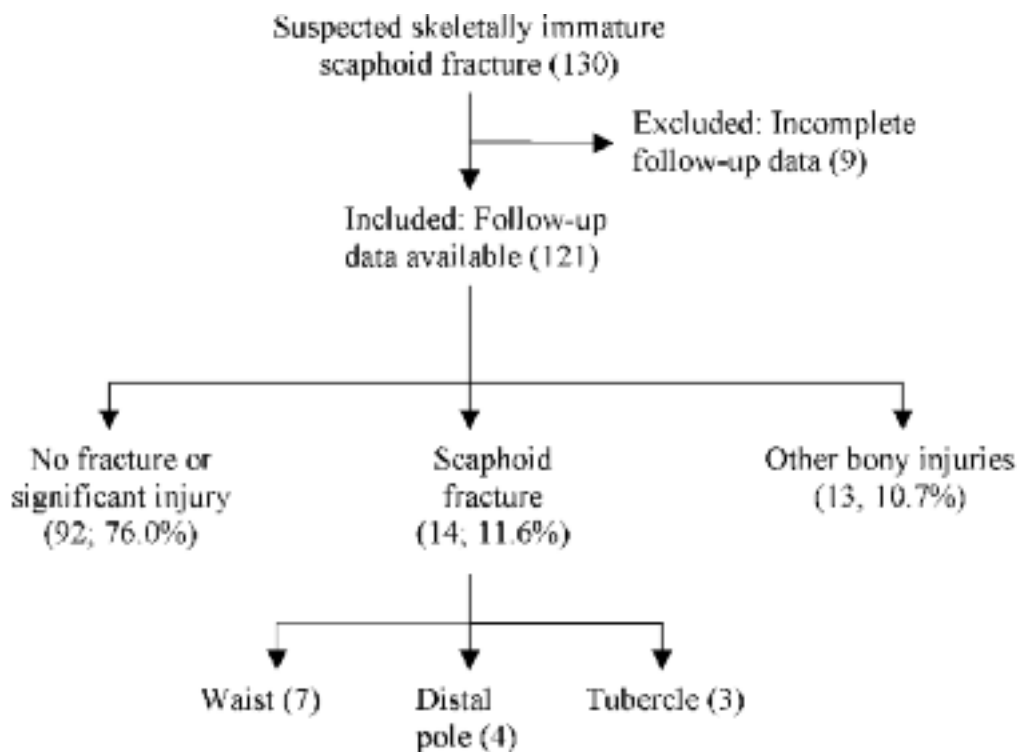 Suspected skeletally immature
scaphoid fracture (130)
Excluded: Incomplete
follow-up data (9)
Included: Follow-up
data available (121)
No fracture or
significant injury
(92; 76.0%)
Scaphoid
fracture
(14; 11.6%)
Other bony injuries
(13, 10.7%)
Waist (7)
Distal
pole (4)
Tubercle (3)